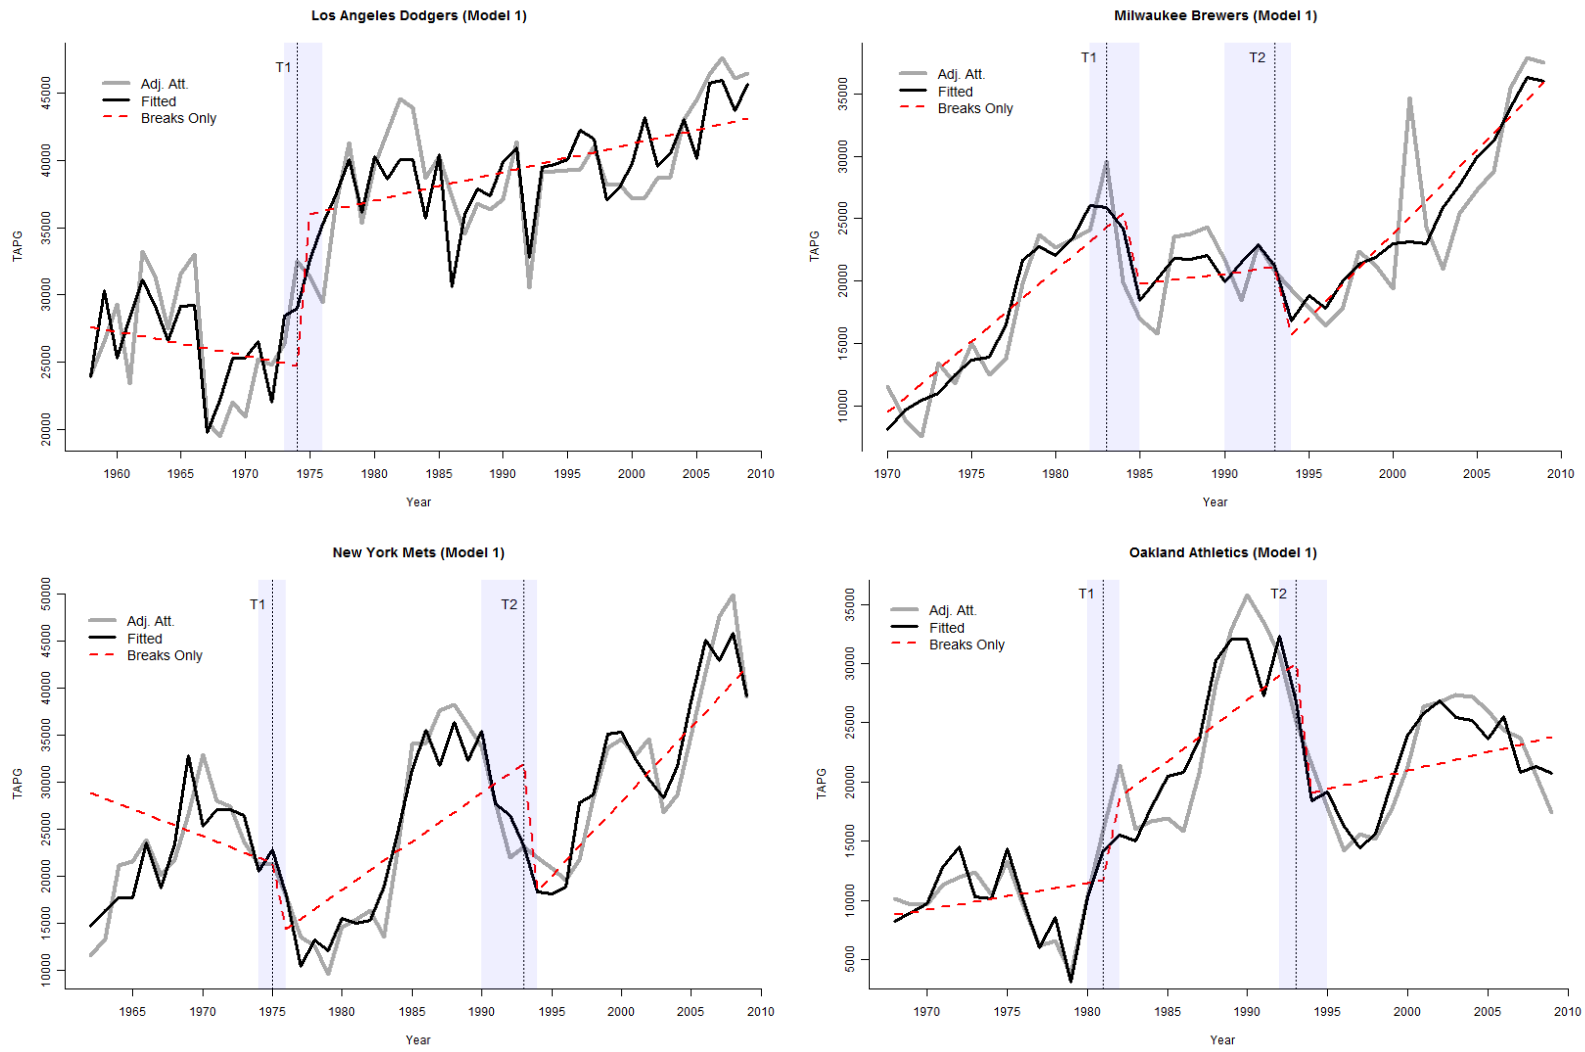 Los Angeles Dodgers (Model 1)
T1
Adj. Att.
Fitted
Breaks Only
TAPG
45000
40000
35000
30000
25000
20000
1960 1965 1970 1975 1980 1985 1990 1995 2000 2005 2010
Year
Milwaukee Brewers (Model 1)
T1 T2
Adj. Att.
Fitted
Breaks Only
TAPG
35000
30000
25000
20000
15000
10000
1970 1975 1980 1985 1990 1995 2000 2005 2010
Year
New York Mets (Model 1)
T1 T2
Adj. Att.
Fitted
Breaks Only
TAPG
50000
45000
40000
35000
30000
25000
20000
15000
10000
1965 1970 1975 1980 1985 1990 1995 2000 2005 2010
Year
Oakland Athletics (Model 1)
T1 T2
Adj. Att.
Fitted
Breaks Only
TAPG
35000
30000
25000
20000
15000
10000
5000
1970 1975 1980 1985 1990 1995 2000 2005 2010
Year